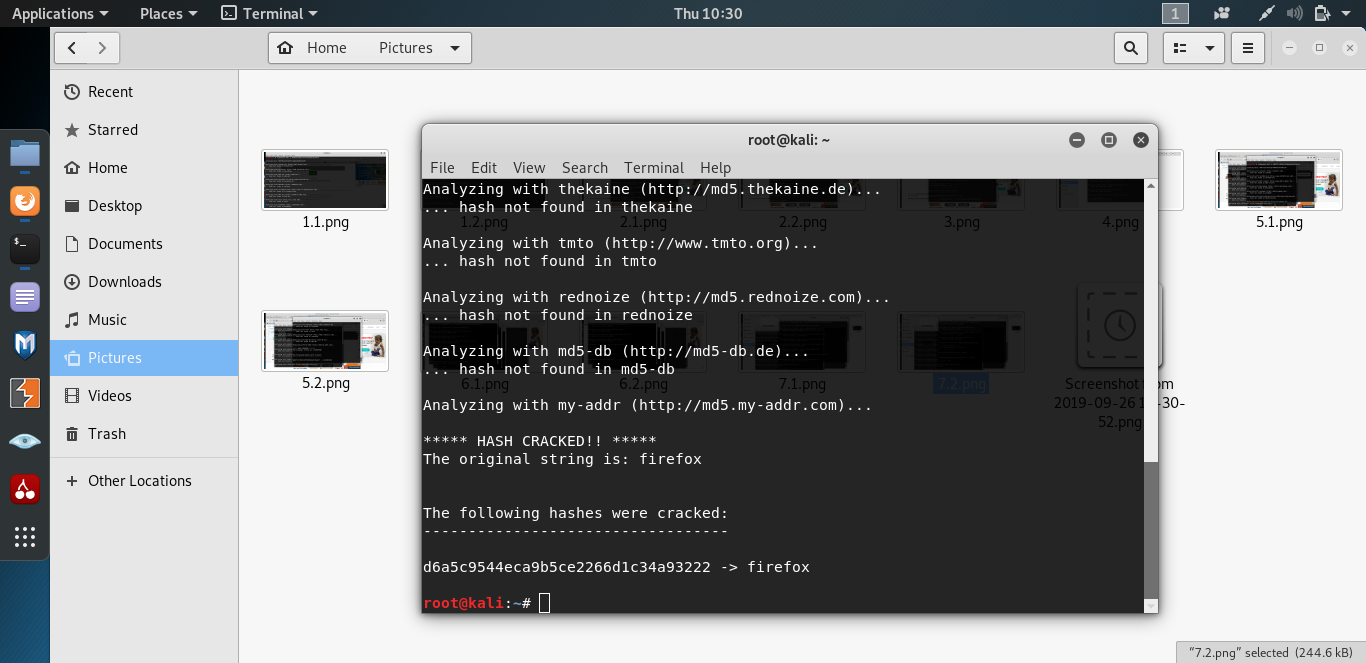 Applications Places Terminal Thu 10:30 1
Home Pictures
Recent
Starred
Home
Desktop
Documents
Downloads
Music
Pictures
Videos
Trash
+ Other Locations
1.1.png 1.2.png 2.1.png 2.2.png 3.png 4.png 5.1.png
5.2.png 6.1.png 6.2.png 7.1.png 7.2.png Screenshot from
2019-09-26 -30-
52.png
root@kali: ~
File Edit View Search Terminal Help
Analyzing with thekaine (http://md5.thekaine.de)...
... hash not found in thekaine
Analyzing with tmto (http://www.tmto.org)...
... hash not found in tmto
Analyzing with rednoize (http://md5.rednoize.com)...
... hash not found in rednoize
Analyzing with md5-db (http://md5-db.de)...
... hash not found in md5-db
Analyzing with my-addr (http://md5.my-addr.com)...
***** HASH CRACKED!! *****
The original string is: firefox
The following hashes were cracked:
----------------------------------
d6a5c9544eca9b5ce2266d1c34a93222 -> firefox
root@kali:~#
"7.2.png" selected (244.6 kB)